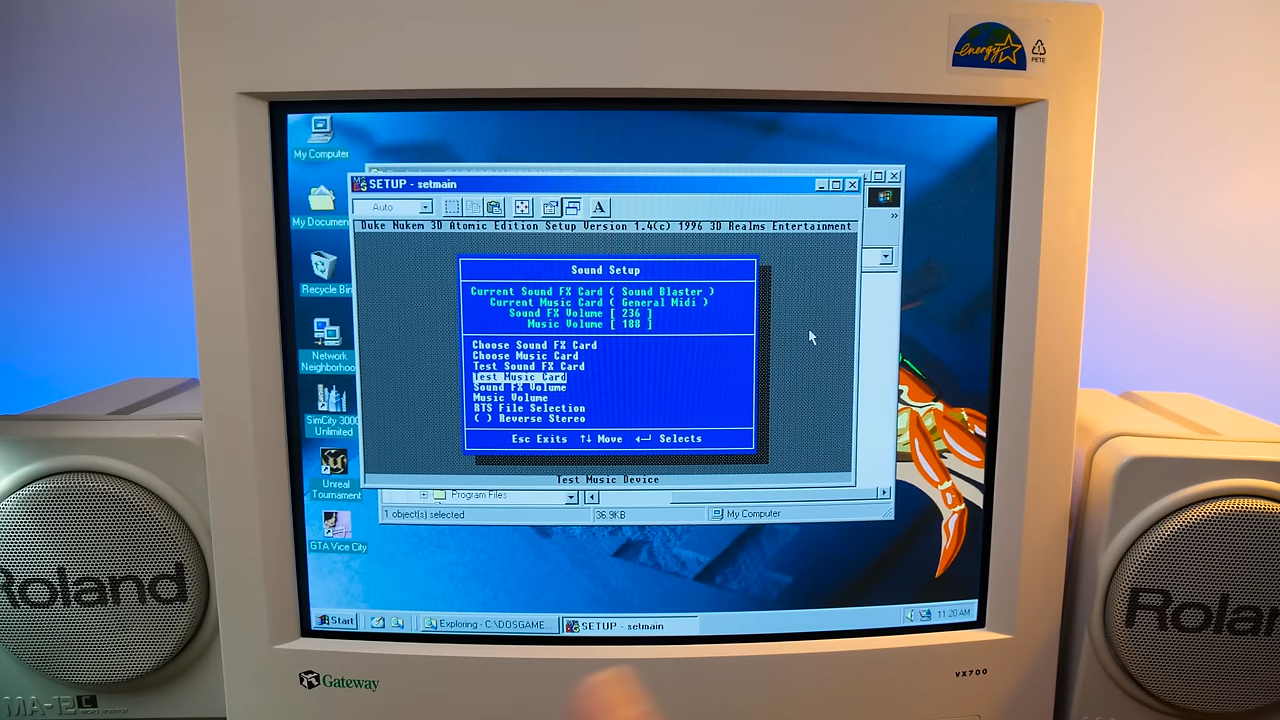 energy
PETE
My Computer
My Documen
Recycle Bin
Network
Neighborhoo
SimCity 3000
Unlimited
Unreal
Tournament
GTA Vice City
SETUP - setmain
Auto
A
Duke Nukem 3D Atomic Edition Setup Version 1.4(c) 1996 3D Realms Entertainment
Sound Setup
Current Sound FX Card ( Sound Blaster )
Current Music Card ( General Midi )
Sound FX Volume [ 236 ]
Music Volume [ 188 ]
Choose Sound FX Card
Choose Music Card
Test Sound FX Card
Test Music Card
Sound FX Volume
Music Volume
RTS File Selection
( ) Reverse Stereo
Esc Exits ↑↓ Move ↵ Selects
Test Music Device
Program Files
1 object(s) selected
36.9KB
My Computer
Start
Exploring - C:\DOSGAME...
SETUP - setmain
11:20 AM
Gateway
VX700
Roland
MA-12C
Rolan